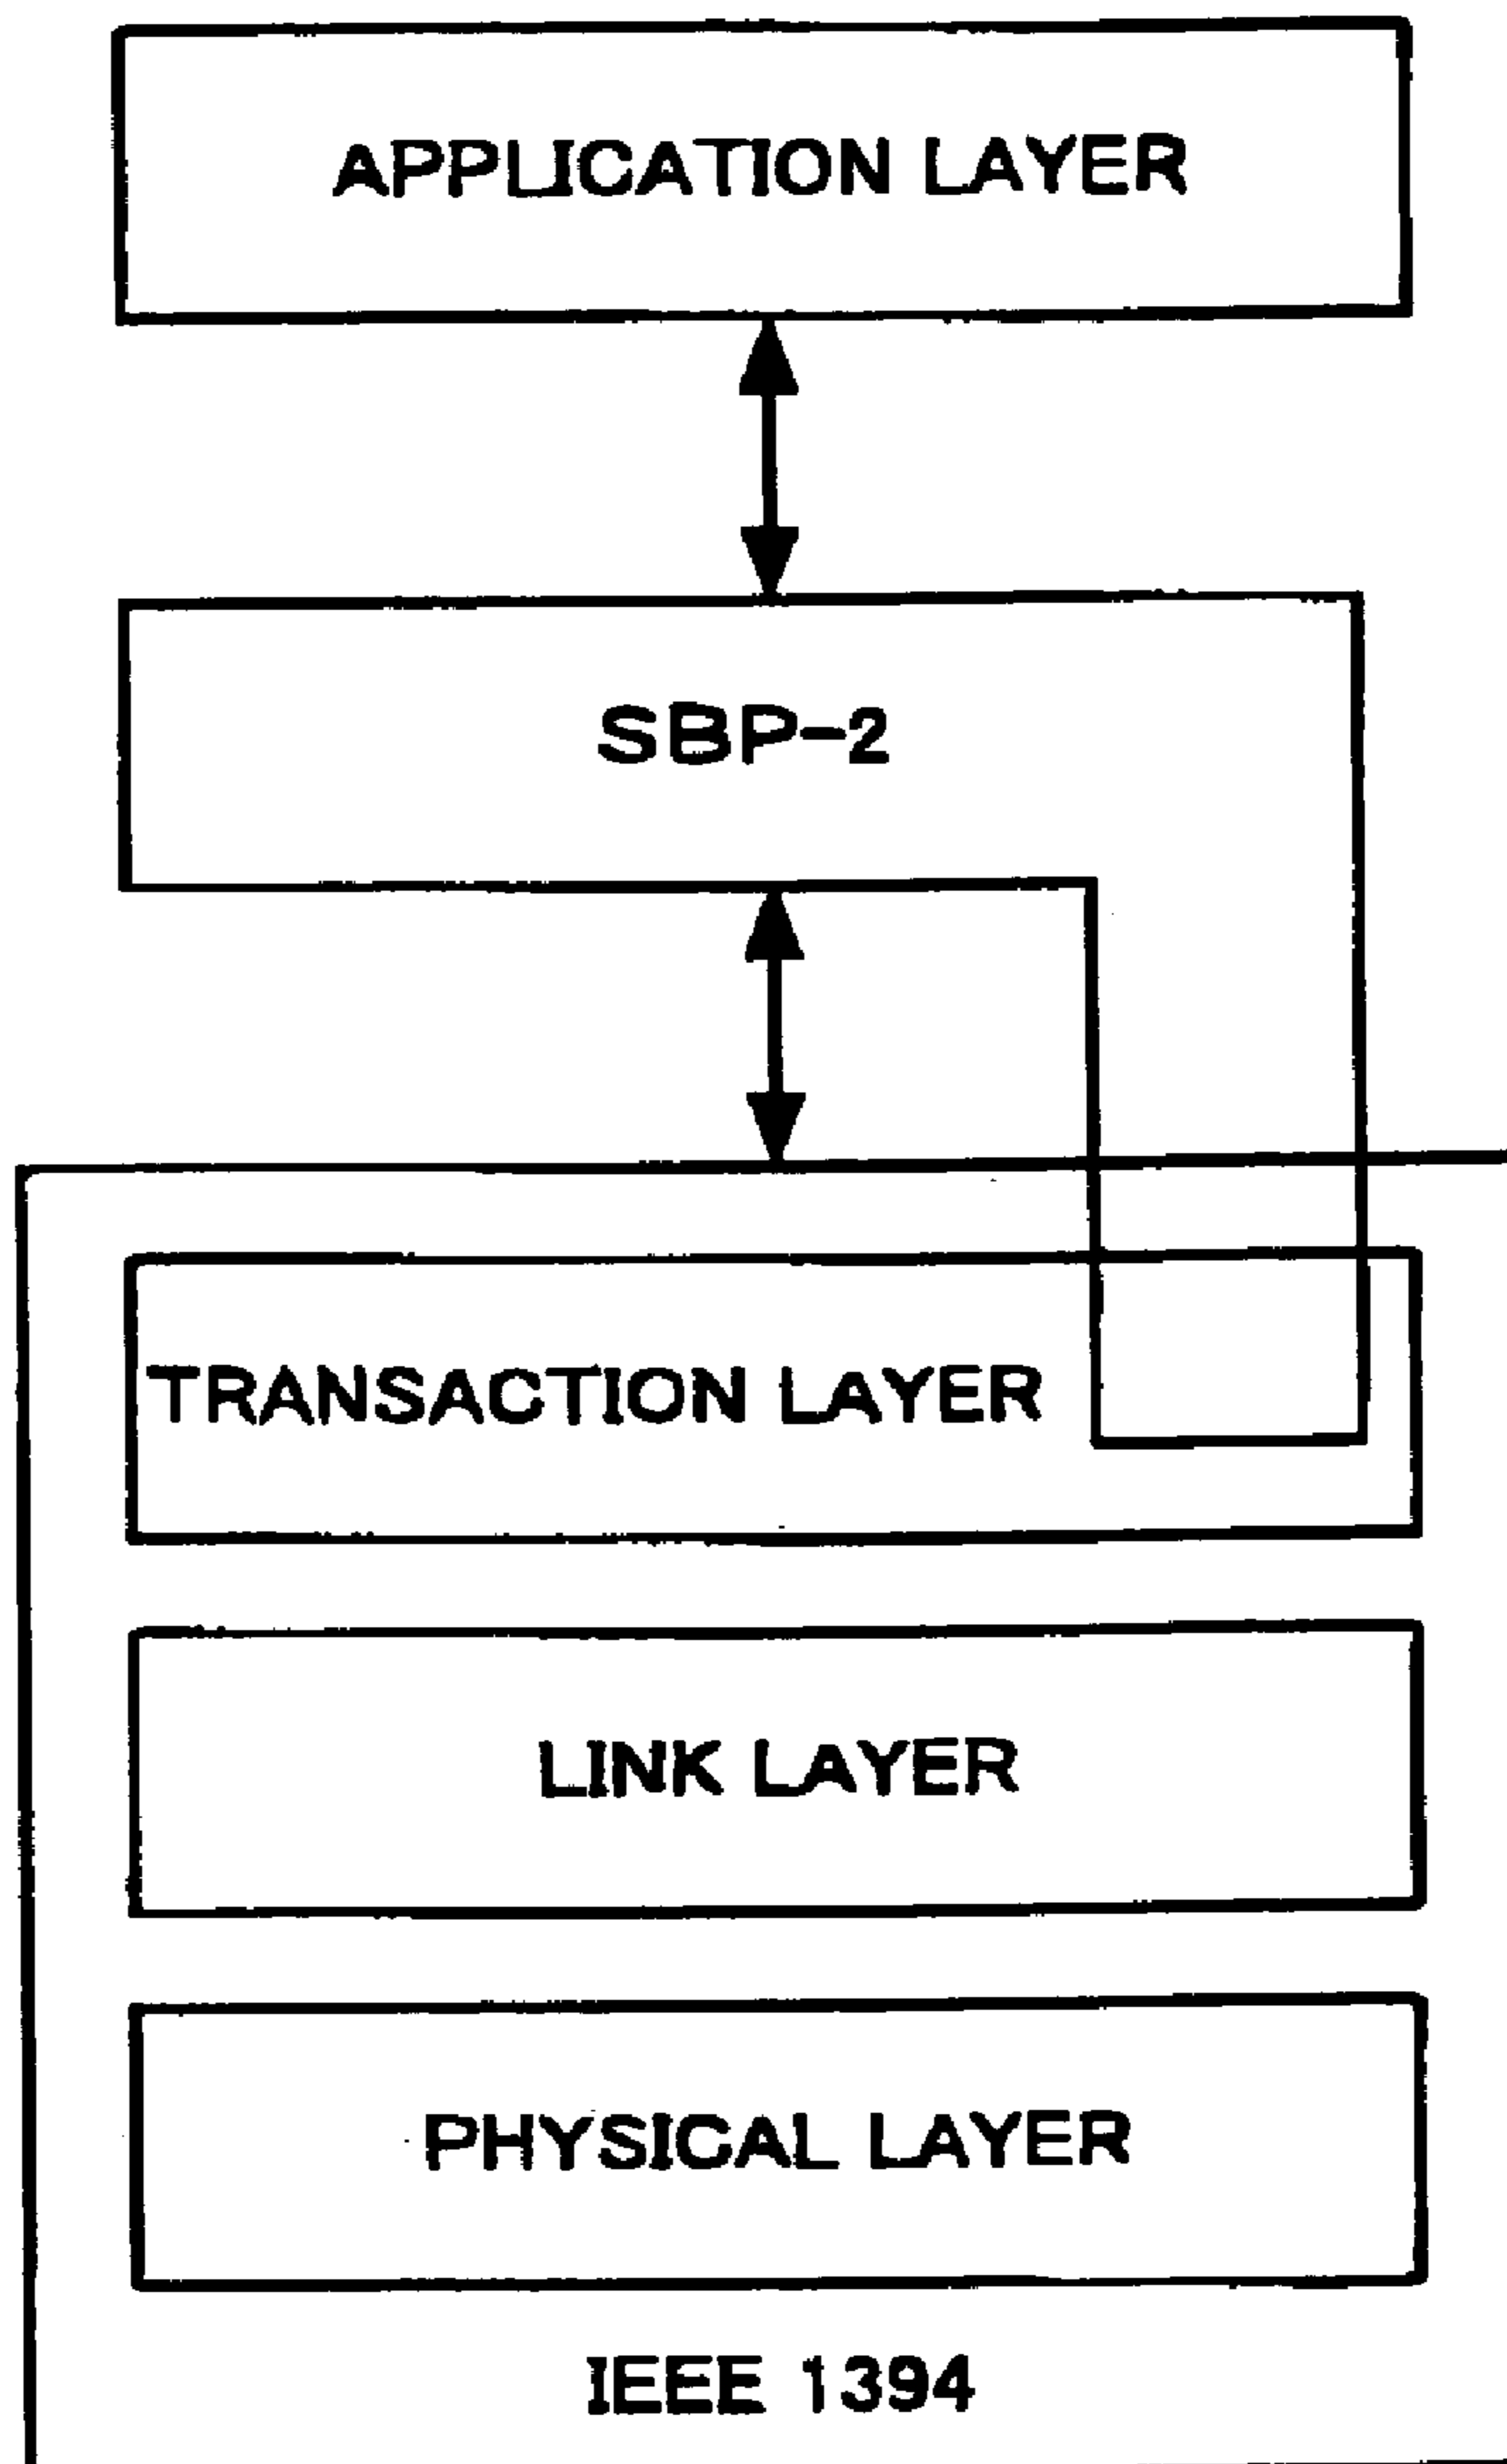 APPLICATION LAYER
SBP-2
TRANSACTION LAYER
LINK LAYER
PHYSICAL LAYER
IEEE 1394